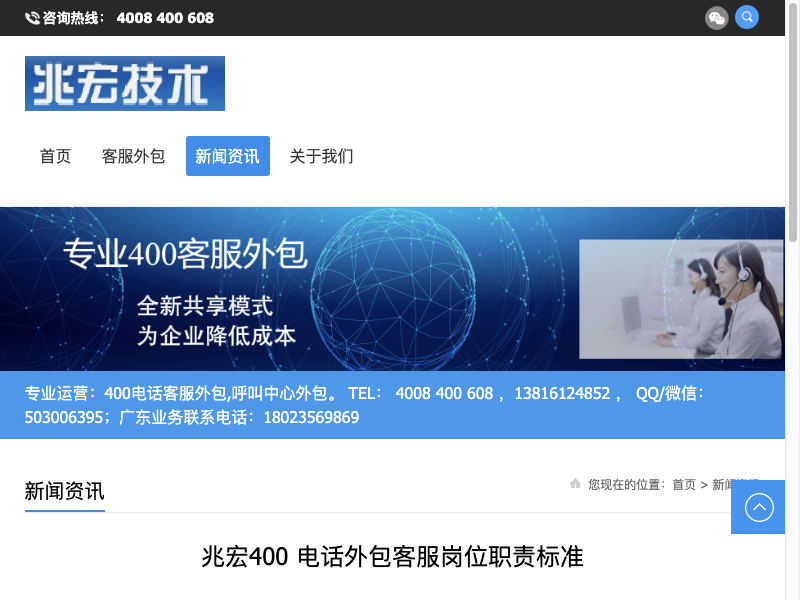 咨询热线： 4008 400 608
兆宏技术
首页 客服外包 新闻资讯 关于我们
专业400客服外包
全新共享模式
为企业降低成本
专业运营：400电话客服外包,呼叫中心外包。 TEL： 4008 400 608 ，13816124852 ， QQ/微信：
503006395；广东业务联系电话：18023569869
新闻资讯
您现在的位置：首页 > 新闻
兆宏400 电话外包客服岗位职责标准